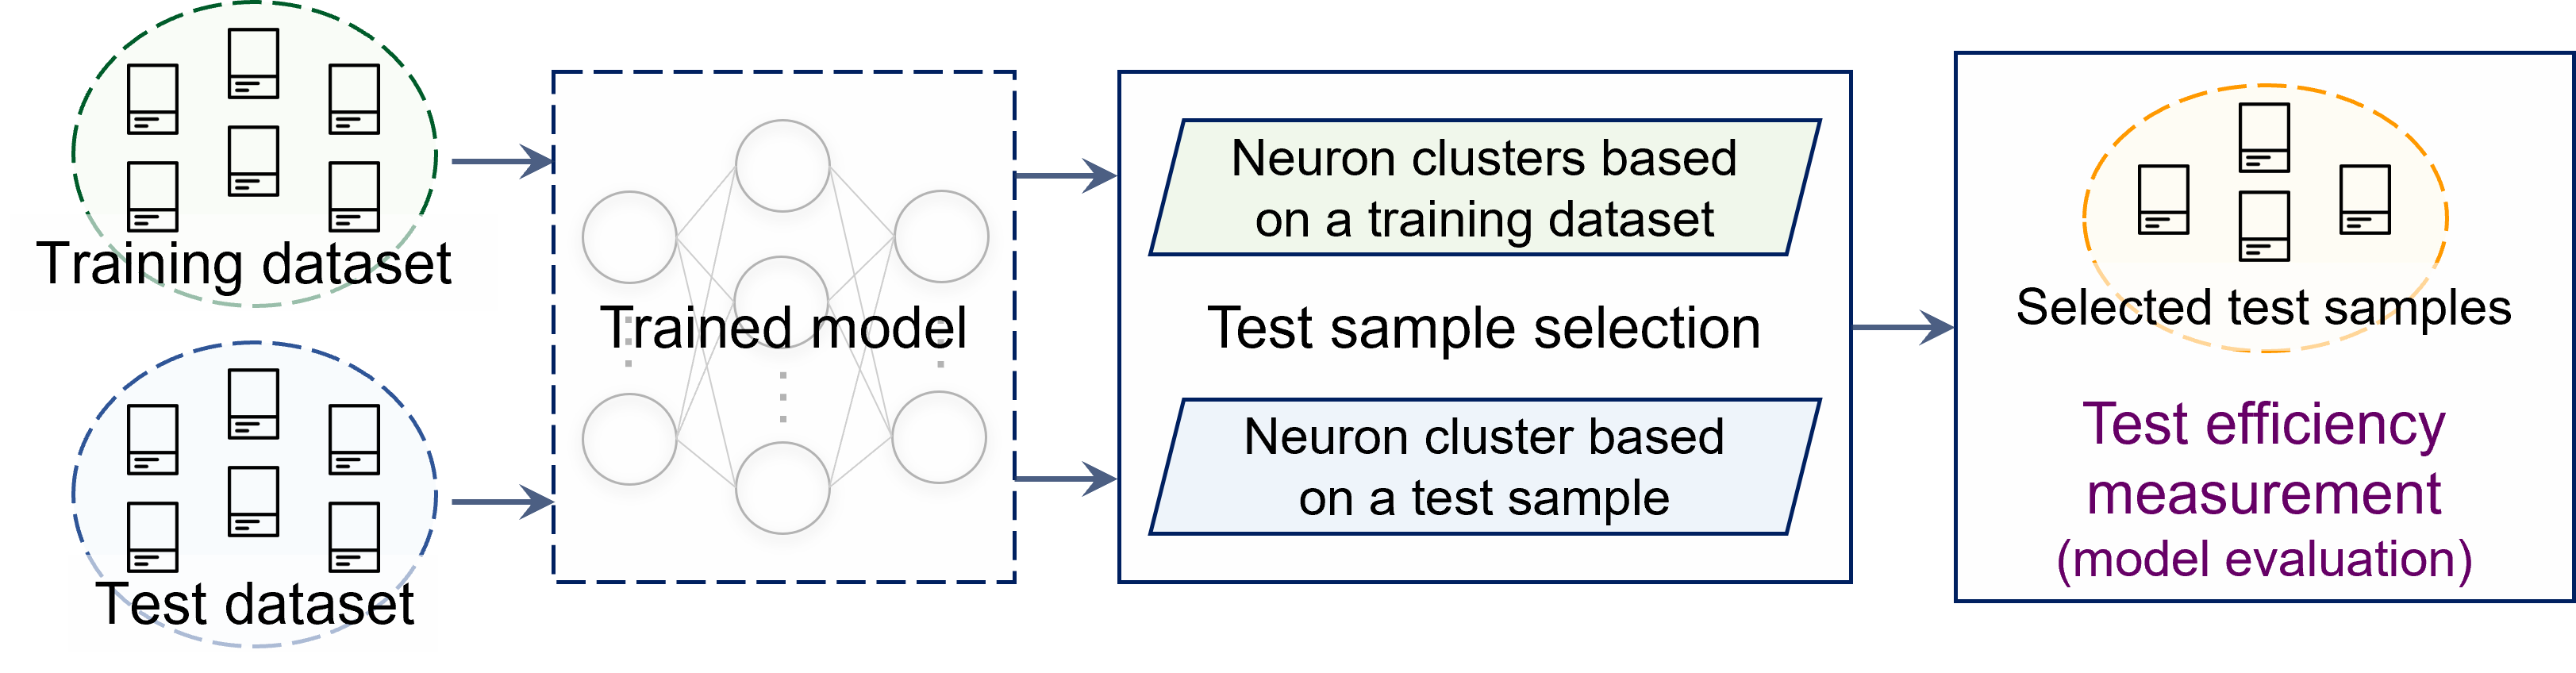 Training dataset
Test dataset
Trained model
Neuron clusters based
on a training dataset
Test sample selection
Neuron cluster based
on a test sample
Selected test samples
Test efficiency
measurement
(model evaluation)